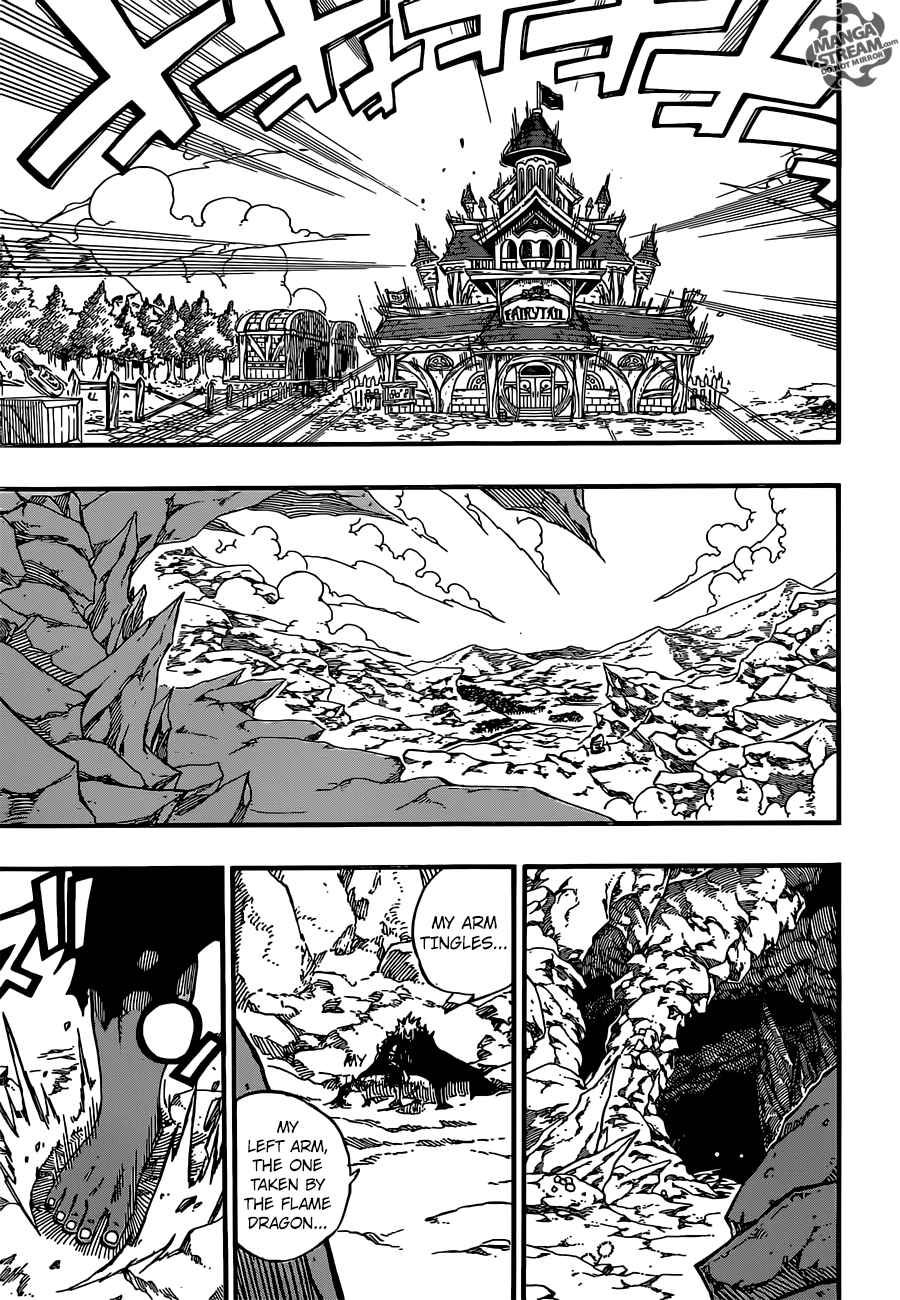 MANGA
STREAM.com
DO NOT MIRROR
FAIRYTAIL
MY ARM
TINGLES...
MY
LEFT ARM,
THE ONE
TAKEN BY
THE FLAME
DRAGON...